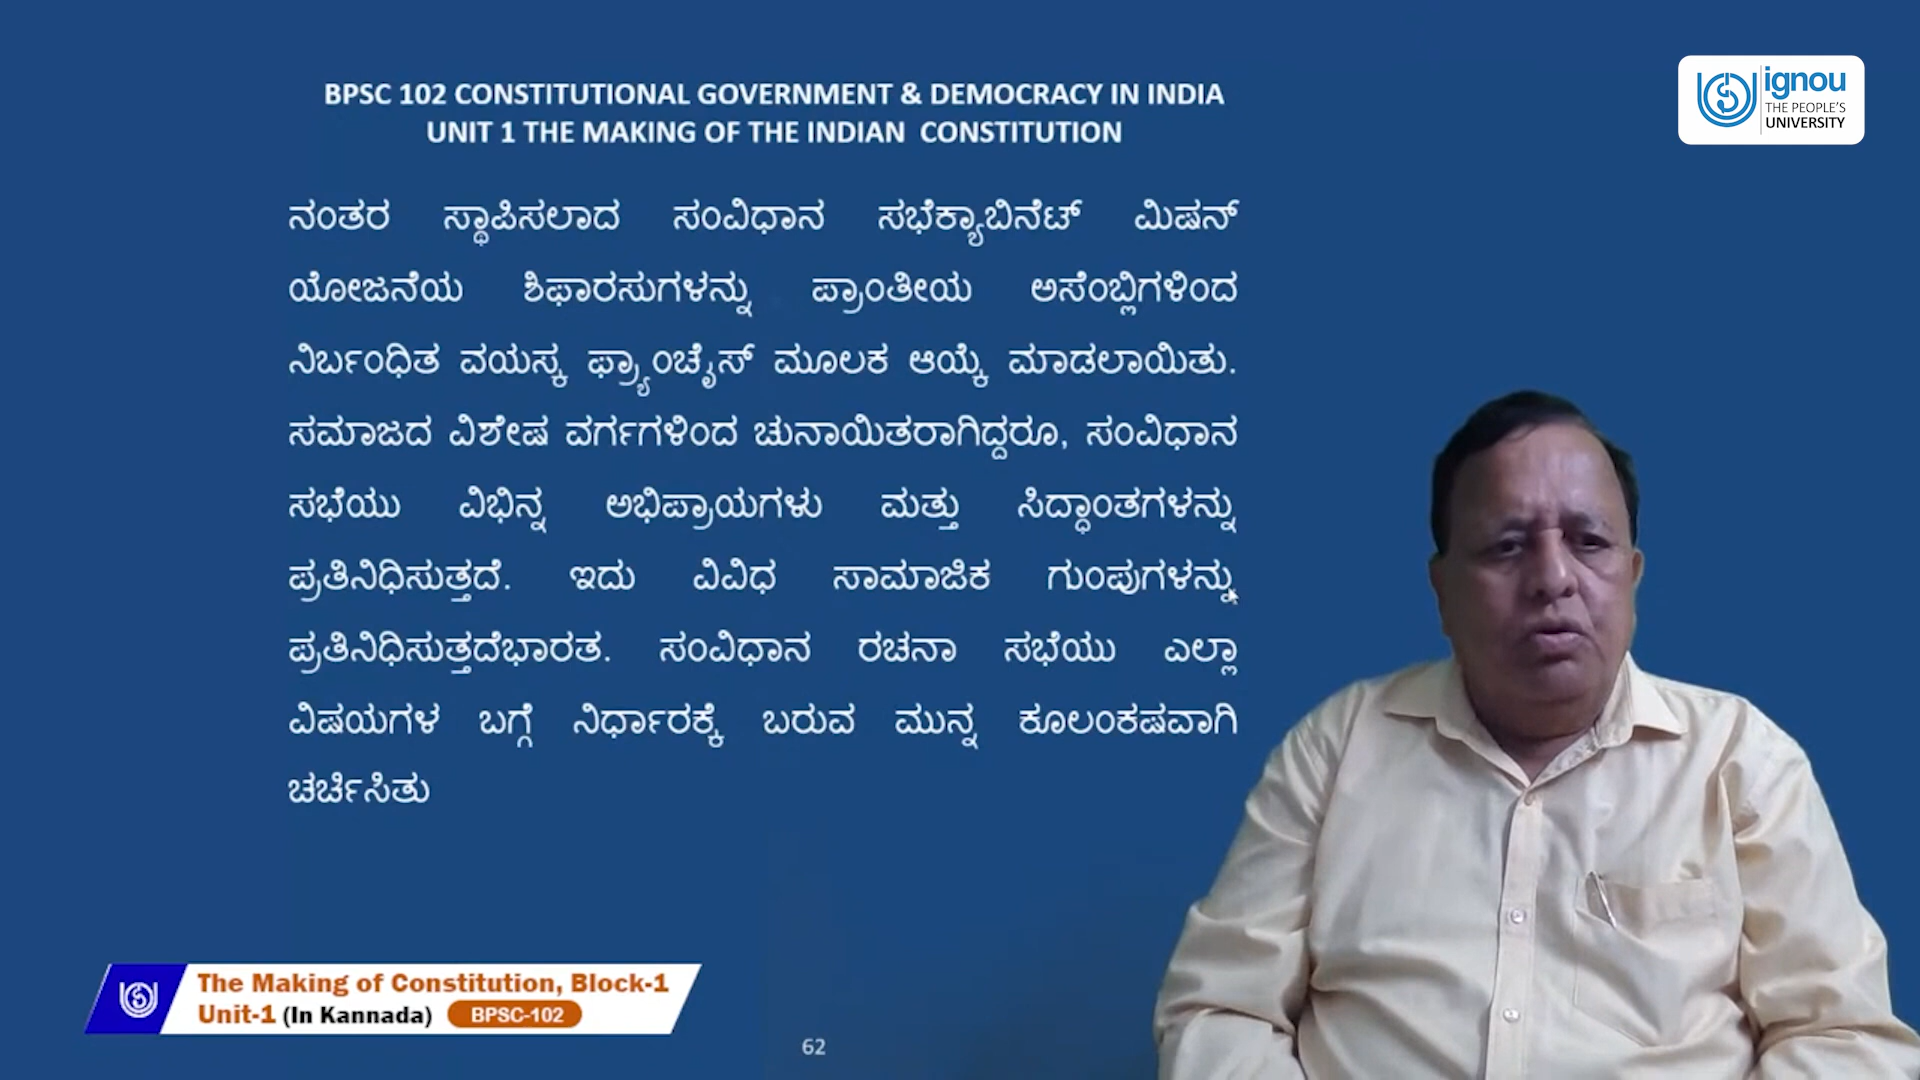 BPSC 102 CONSTITUTIONAL GOVERNMENT & DEMOCRACY IN INDIA
UNIT 1 THE MAKING OF THE INDIAN CONSTITUTION
ignou
THE PEOPLE'S
UNIVERSITY
ನಂತರ ಸ್ಥಾಪಿಸಲಾದ ಸಂವಿಧಾನ ಸಭೆಕ್ಯಾಬಿನೆಟ್ ಮಿಷನ್
ಯೋಜನೆಯ ಶಿಫಾರಸುಗಳನ್ನು ಪ್ರಾಂತೀಯ ಅಸೆಂಬ್ಲಿಗಳಿಂದ
ನಿರ್ಬಂಧಿತ ವಯಸ್ಕ ಫ್ರ್ಯಾಂಚೈಸ್ ಮೂಲಕ ಆಯ್ಕೆ ಮಾಡಲಾಯಿತು.
ಸಮಾಜದ ವಿಶೇಷ ವರ್ಗಗಳಿಂದ ಚುನಾಯಿತರಾಗಿದ್ದರೂ, ಸಂವಿಧಾನ
ಸಭೆಯು ವಿಭಿನ್ನ ಅಭಿಪ್ರಾಯಗಳು ಮತ್ತು ಸಿದ್ಧಾಂತಗಳನ್ನು
ಪ್ರತಿನಿಧಿಸುತ್ತದೆ. ಇದು ವಿವಿಧ ಸಾಮಾಜಿಕ ಗುಂಪುಗಳನ್ನು
ಪ್ರತಿನಿಧಿಸುತ್ತದೆಭಾರತ. ಸಂವಿಧಾನ ರಚನಾ ಸಭೆಯು ಎಲ್ಲಾ
ವಿಷಯಗಳ ಬಗ್ಗೆ ನಿರ್ಧಾರಕ್ಕೆ ಬರುವ ಮುನ್ನ ಕೂಲಂಕಷವಾಗಿ
ಚರ್ಚಿಸಿತು
The Making of Constitution, Block-1
Unit-1 (In Kannada) BPSC-102
62